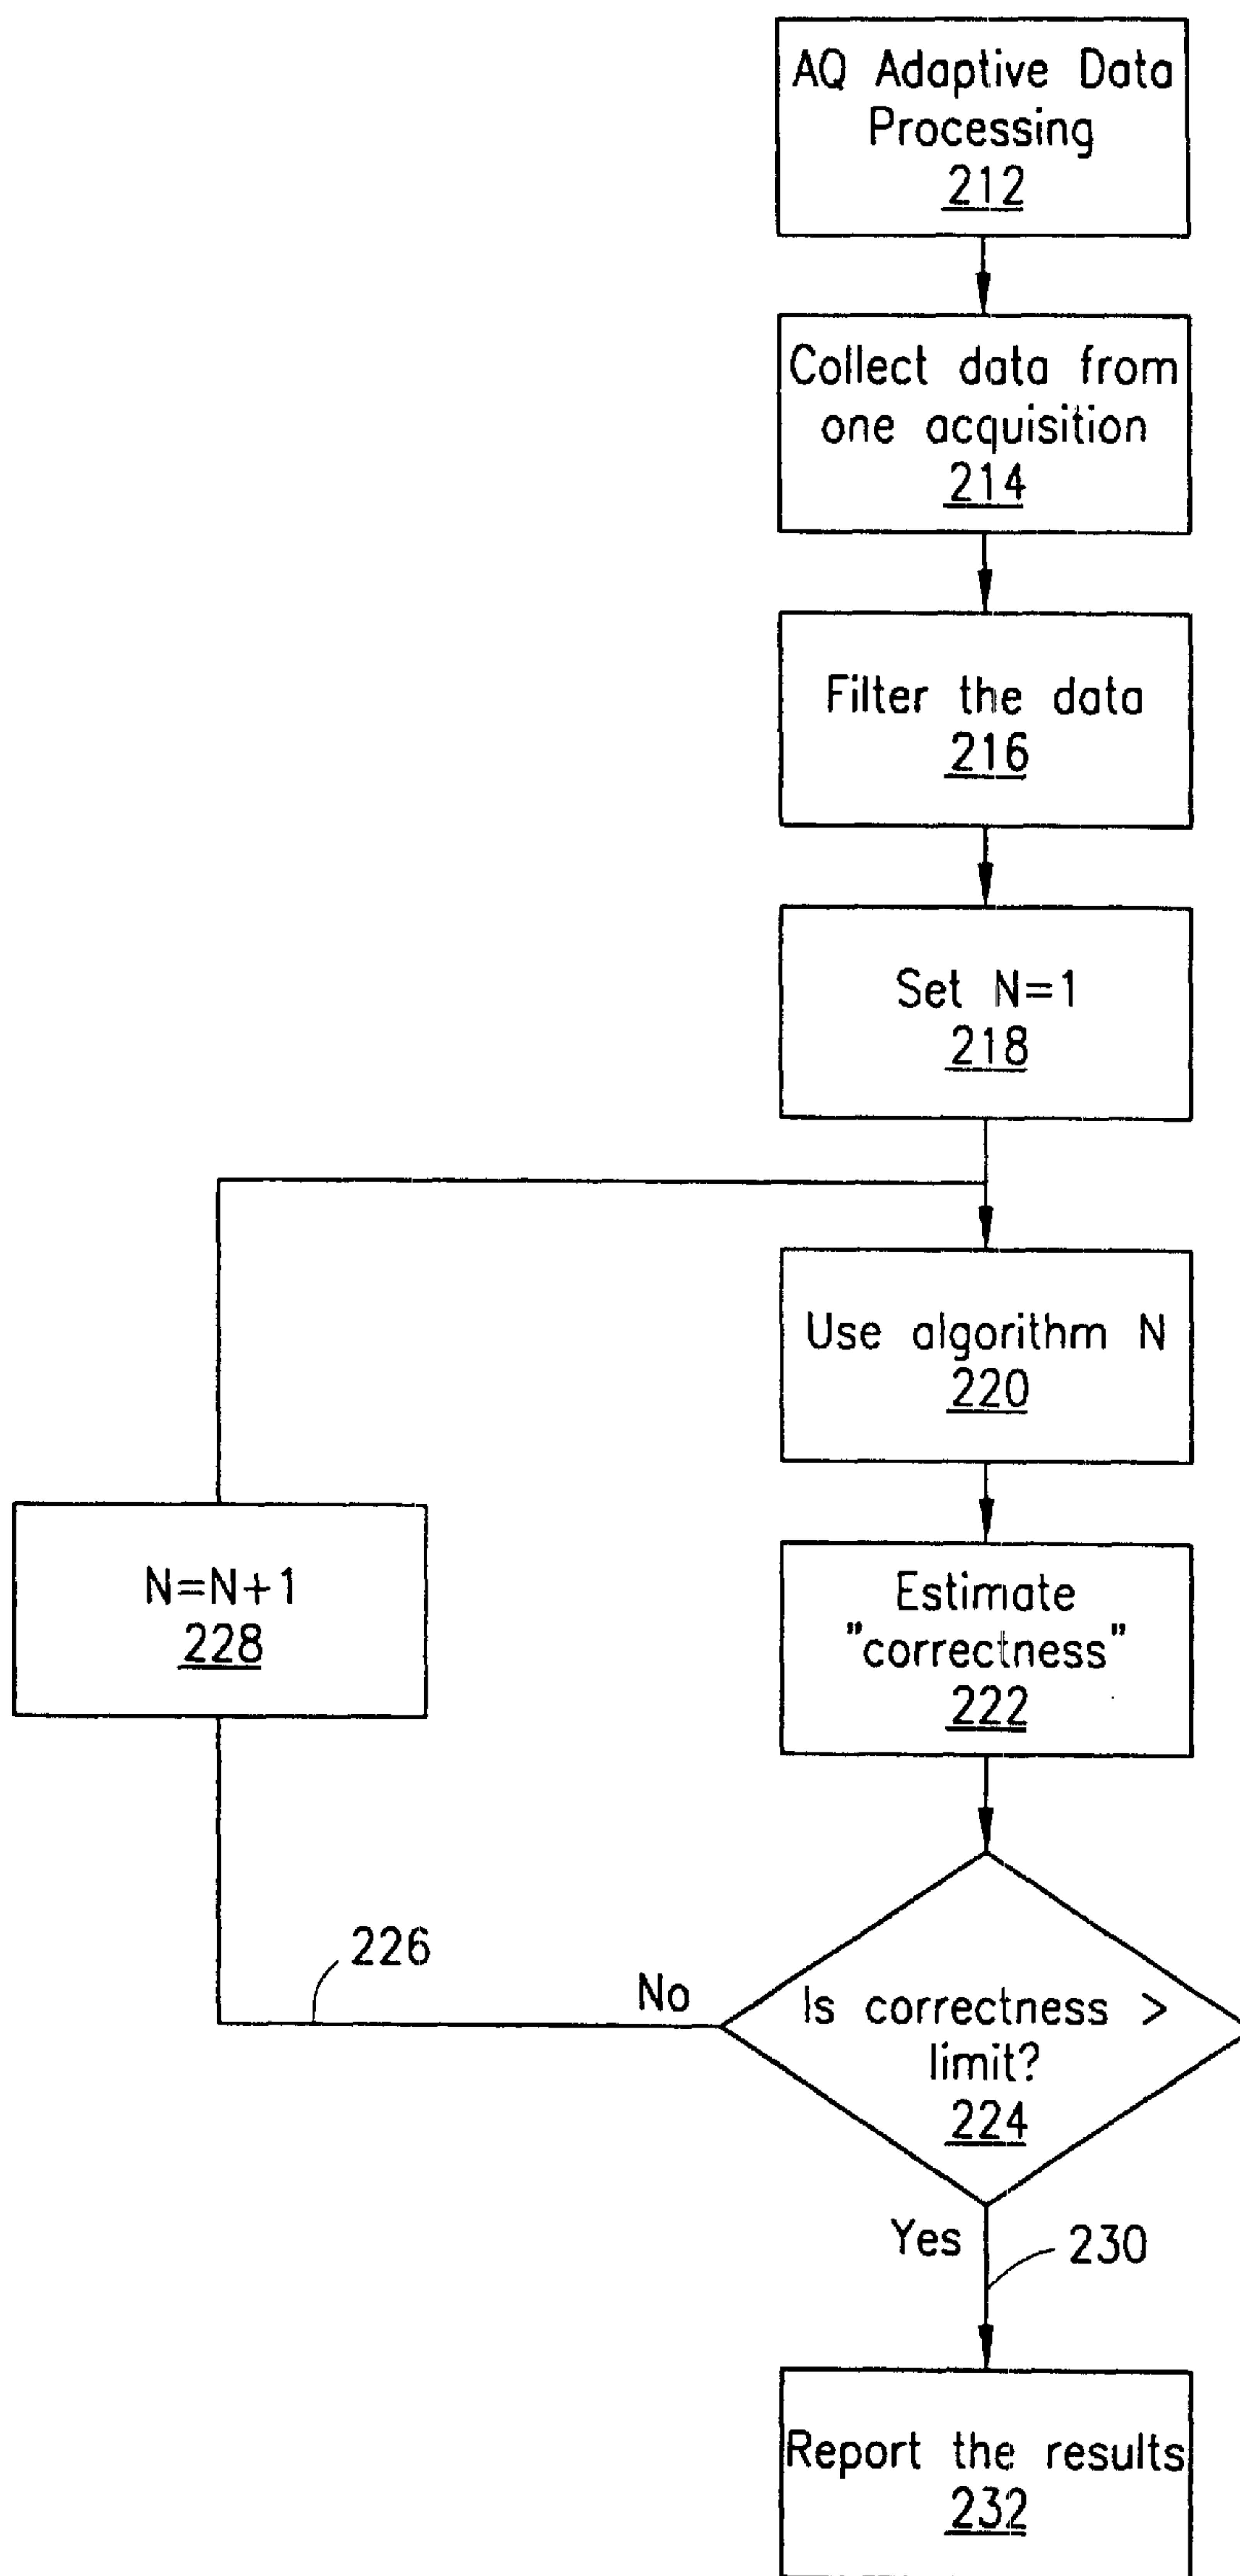 AQ Adaptive Data
Processing
212
Collect data from
one acquisition
214
Filter the data
216
Set N=1
218
Use algorithm N
220
N=N+1
228
Estimate
"correctness"
222
226
No
Is correctness >
limit?
224
Yes
230
Report the results
232